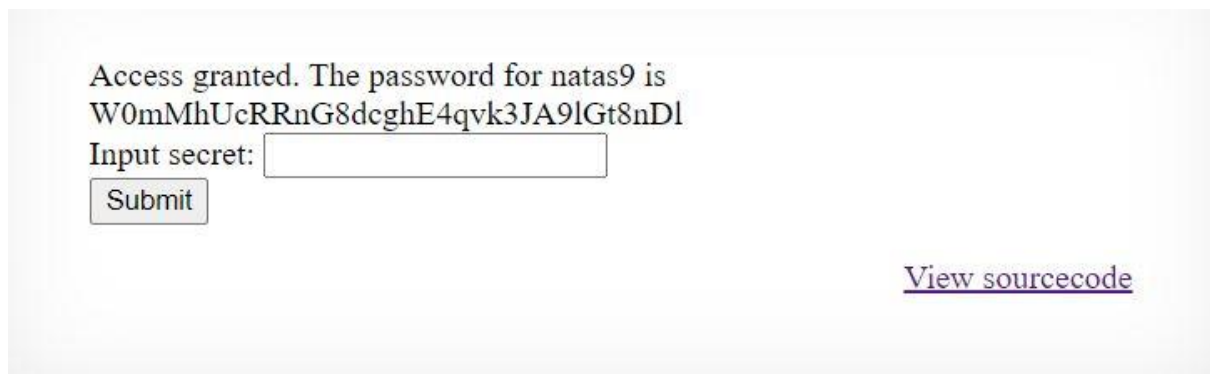 Access granted. The password for natas9 is
W0mMhUcRRnG8dcghE4qvk3JA9lGt8nDl
Input secret:
Submit
View sourcecode